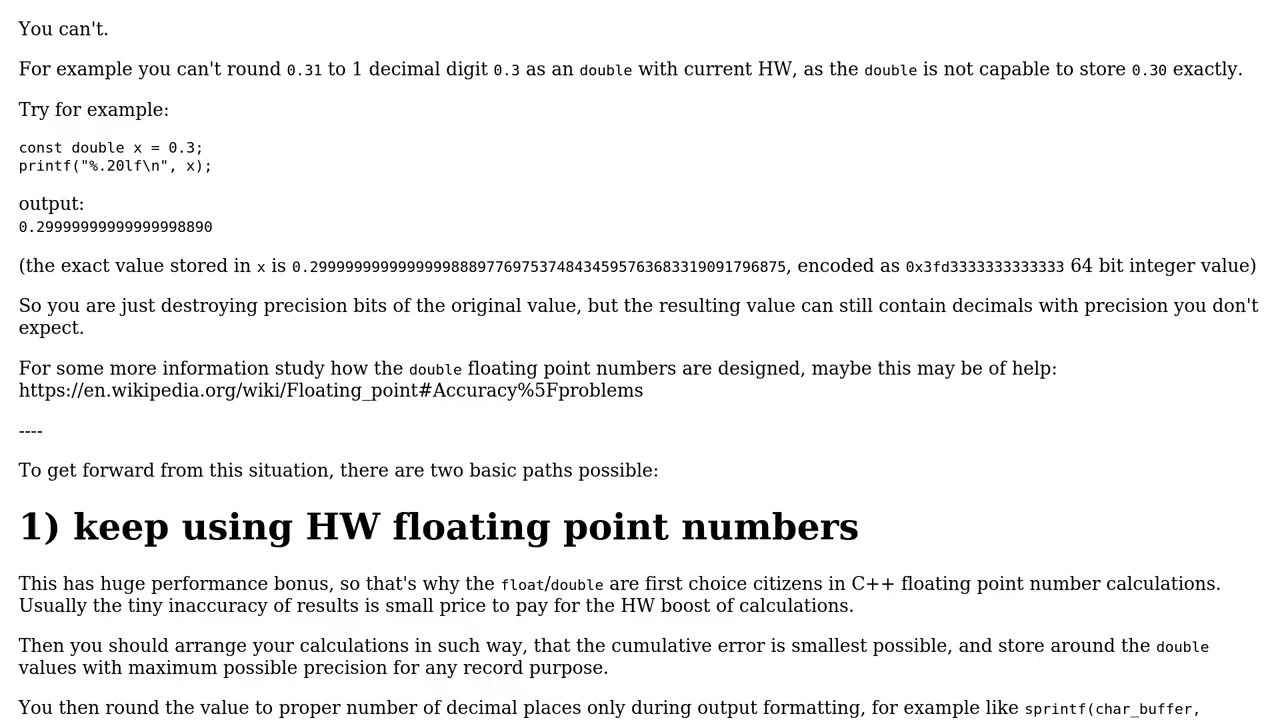 You can't.
For example you can't round 0.31 to 1 decimal digit 0.3 as an double with current HW, as the double is not capable to store 0.30 exactly.
Try for example:
const double x = 0.3;
printf("%.20lf\n", x);
output:
0.29999999999999998890
(the exact value stored in x is 0.299999999999999988897769753748434595763683319091796875, encoded as 0x3fd3333333333333 64 bit integer value)
So you are just destroying precision bits of the original value, but the resulting value can still contain decimals with precision you don't
expect.
For some more information study how the double floating point numbers are designed, maybe this may be of help:
https://en.wikipedia.org/wiki/Floating_point#Accuracy%5Fproblems
----
To get forward from this situation, there are two basic paths possible:
1) keep using HW floating point numbers
This has huge performance bonus, so that's why the float/double are first choice citizens in C++ floating point number calculations.
Usually the tiny inaccuracy of results is small price to pay for the HW boost of calculations.
Then you should arrange your calculations in such way, that the cumulative error is smallest possible, and store around the double
values with maximum possible precision for any record purpose.
You then round the value to proper number of decimal places only during output formatting, for example like sprintf(char_buffer,